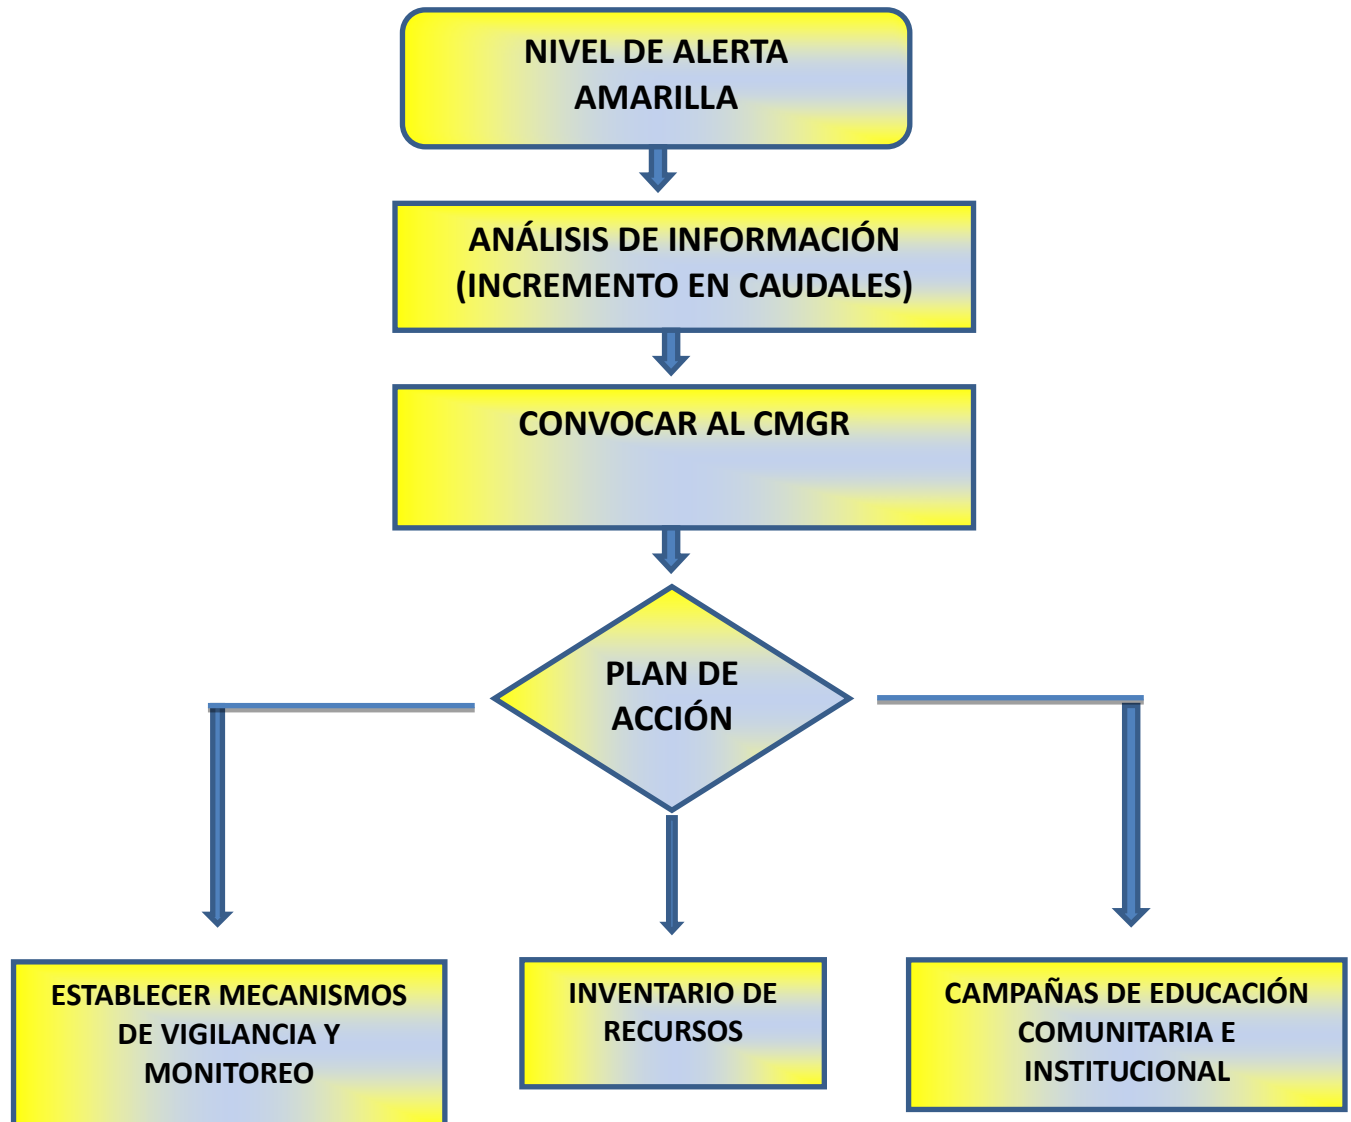 NIVEL DE ALERTA
AMARILLA
ANÁLISIS DE INFORMACIÓN
(INCREMENTO EN CAUDALES)
CONVOCAR AL CMGR
PLAN DE
ACCIÓN
ESTABLECER MECANISMOS
DE VIGILANCIA Y
MONITOREO
INVENTARIO DE
RECURSOS
CAMPAÑAS DE EDUCACIÓN
COMUNITARIA E
INSTITUCIONAL